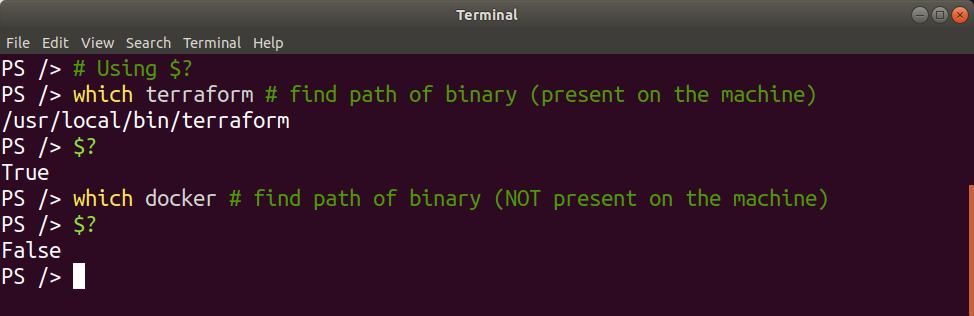 Terminal
File Edit View Search Terminal Help
PS /> # Using $?
PS /> which terraform # find path of binary (present on the machine)
/usr/local/bin/terraform
PS /> $?
True
PS /> which docker # find path of binary (NOT present on the machine)
PS /> $?
False
PS />